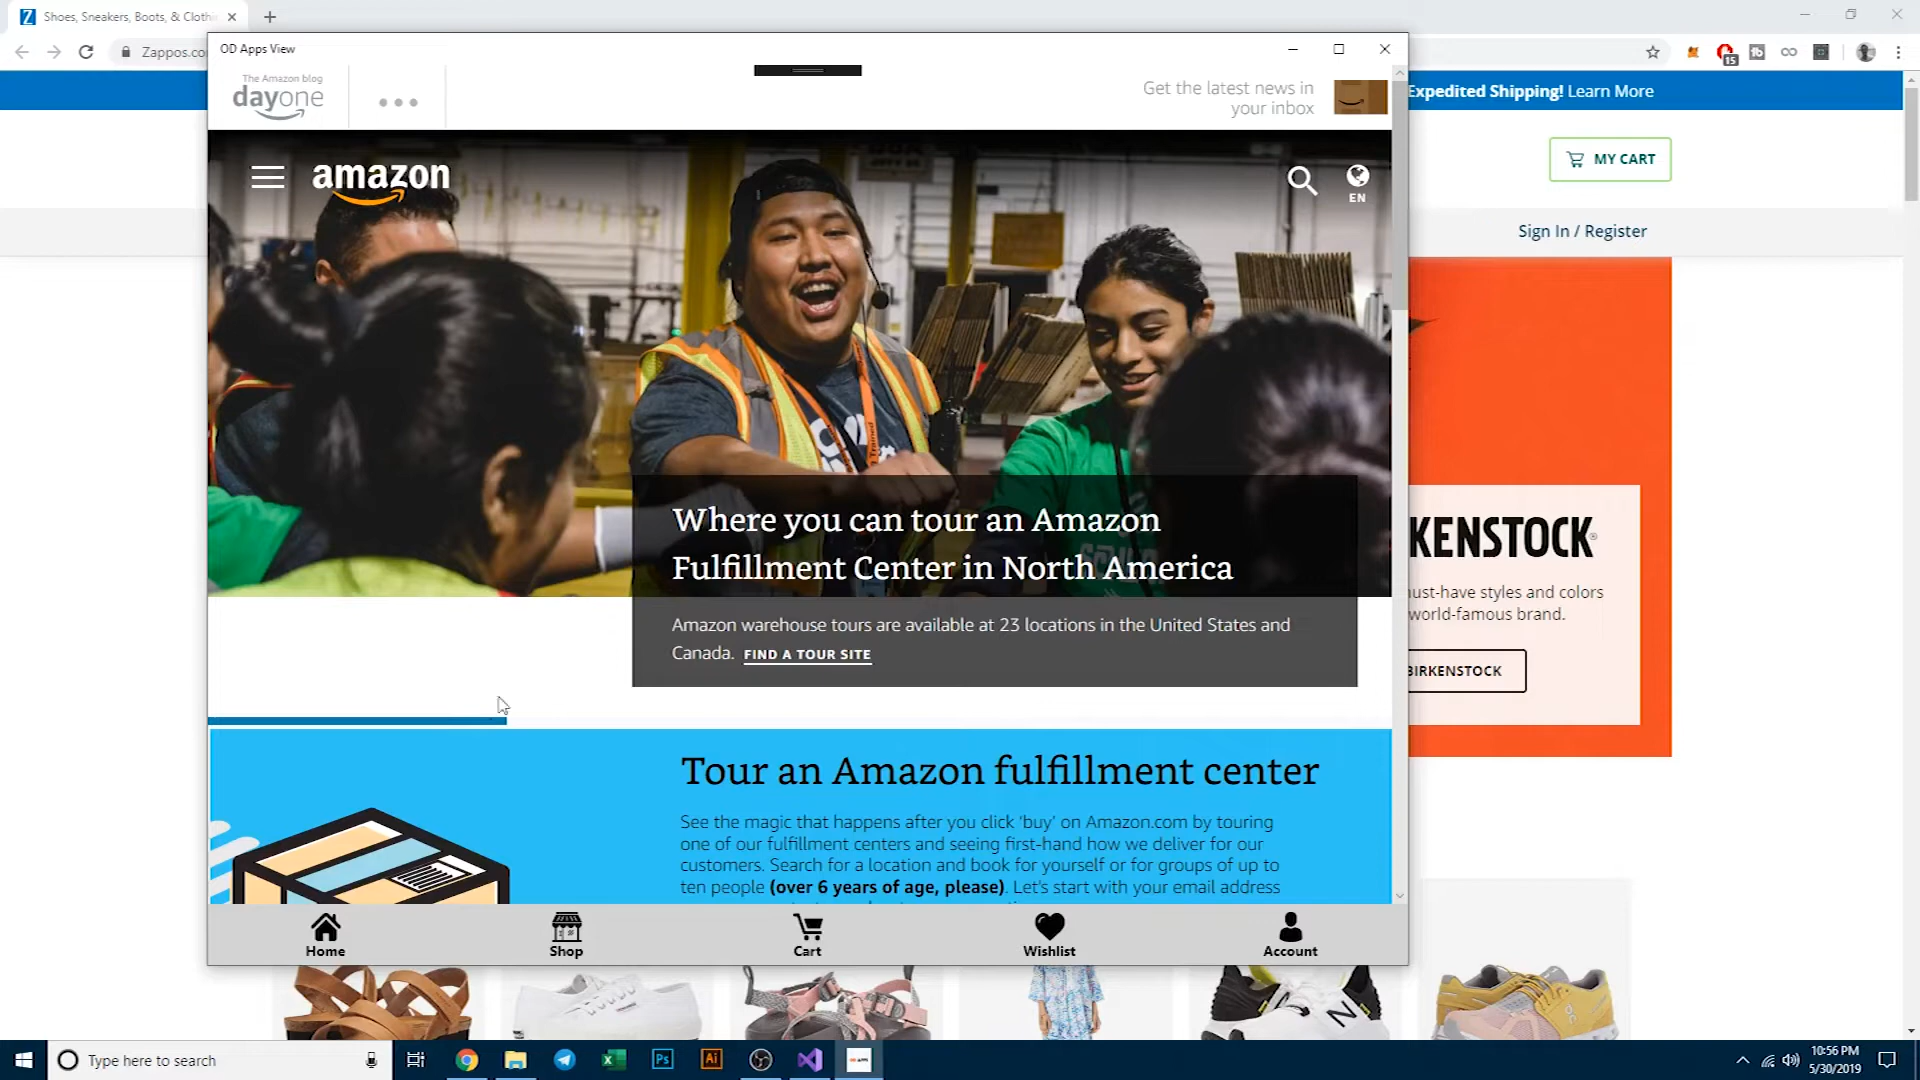 Shoes, Sneakers, Boots, & Clothi
Zappos.co
15
OD Apps View
The Amazon blog
dayone
Get the latest news in
your inbox
Expedited Shipping! Learn More
MY CART
Sign In / Register
amazon
EN
Where you can tour an Amazon
Fulfillment Center in North America
Amazon warehouse tours are available at 23 locations in the United States and
Canada. FIND A TOUR SITE
KENSTOCK
ust-have styles and colors
world-famous brand.
BIRKENSTOCK
Tour an Amazon fulfillment center
See the magic that happens after you click ‘buy’ on Amazon.com by touring
one of our fulfillment centers and seeing first-hand how we deliver for our
customers. Search for a location and book for yourself or for groups of up to
ten people (over 6 years of age, please). Let’s start with your email address
Home
Shop
Cart
Wishlist
Account
Type here to search
Ps
Ai
10:56 PM
5/30/2019